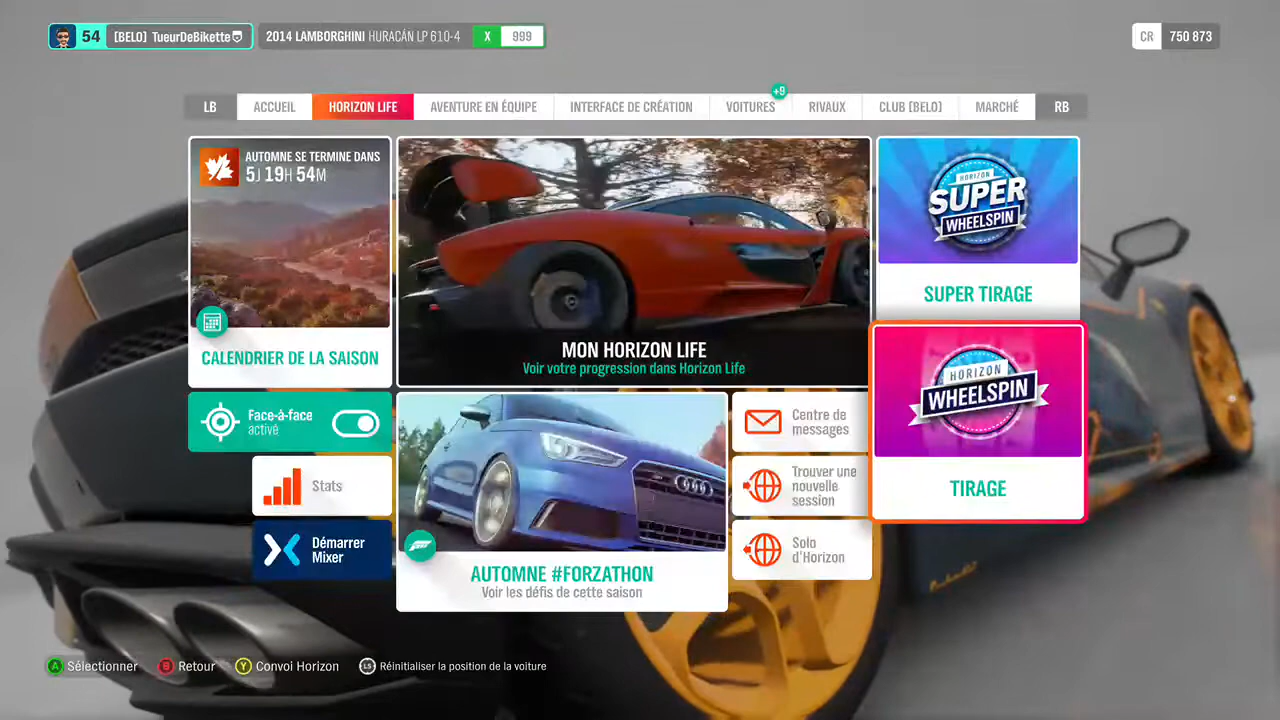 54 [BELO] TueurDeBikette
2014 LAMBORGHINI HURACÁN LP 610-4 X 999
CR 750 873
LB ACCUEIL HORIZON LIFE AVENTURE EN ÉQUIPE INTERFACE DE CRÉATION VOITURES +9 RIVAUX CLUB [BELO] MARCHÉ RB
AUTOMNE SE TERMINE DANS
5J 19H 54M
CALENDRIER DE LA SAISON
MON HORIZON LIFE
Voir votre progression dans Horizon Life
HORIZON
SUPER
WHEELSPIN
SUPER TIRAGE
HORIZON
WHEELSPIN
TIRAGE
Face-à-face
activé
Stats
Démarrer
Mixer
AUTOMNE #FORZATHON
Voir les défis de cette saison
Centre de
messages
Trouver une
nouvelle
session
Solo
d'Horizon
A Sélectionner B Retour Y Convoi Horizon LS Réinitialiser la position de la voiture